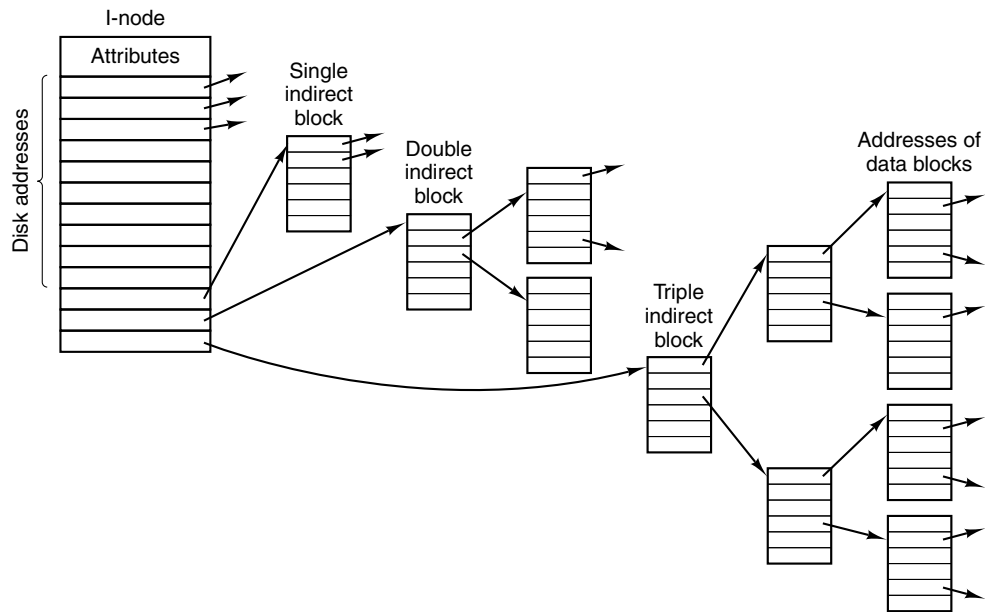 I-node
Attributes
Disk addresses
Single
indirect
block
Double
indirect
block
Triple
indirect
block
Addresses of
data blocks